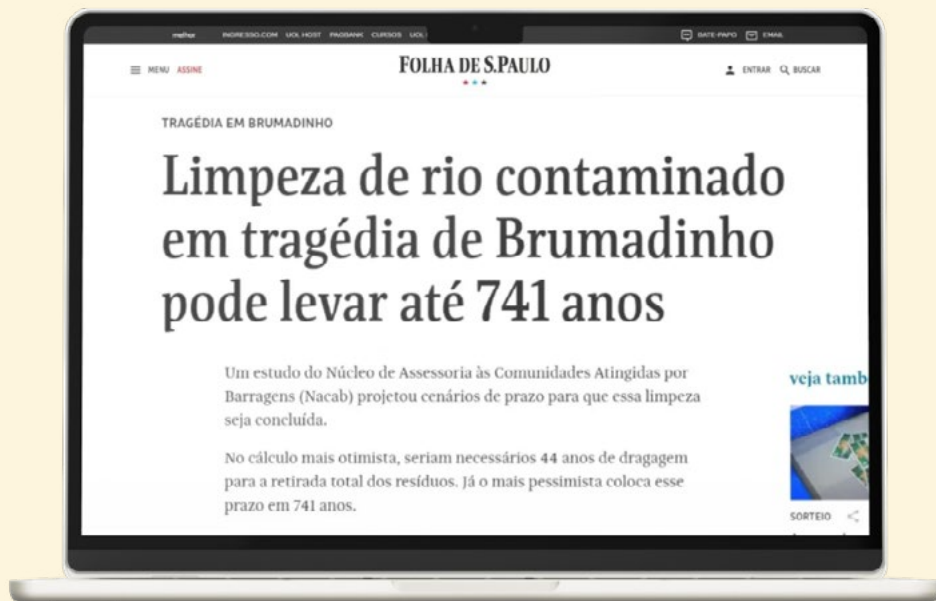 melhor INGRESSO.COM UOL HOST PAGBANK CURSOS UOL BATE-PAPO EMAIL
MENU ASSINE FOLHA DE S.PAULO ENTRAR BUSCAR
TRAGÉDIA EM BRUMADINHO
Limpeza de rio contaminado
em tragédia de Brumadinho
pode levar até 741 anos
Um estudo do Núcleo de Assessoria às Comunidades Atingidas por
Barragens (Nacab) projetou cenários de prazo para que essa limpeza
seja concluída.
No cálculo mais otimista, seriam necessários 44 anos de dragagem
para a retirada total dos resíduos. Já o mais pessimista coloca esse
prazo em 741 anos.
veja tamb
SORTEIO